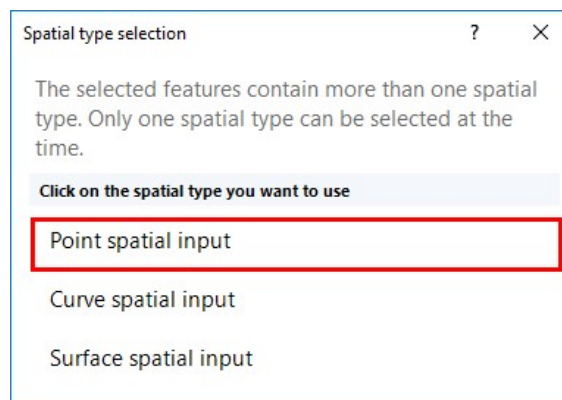 Spatial type selection ? ×
The selected features contain more than one spatial
type. Only one spatial type can be selected at the
time.
Click on the spatial type you want to use
Point spatial input
Curve spatial input
Surface spatial input